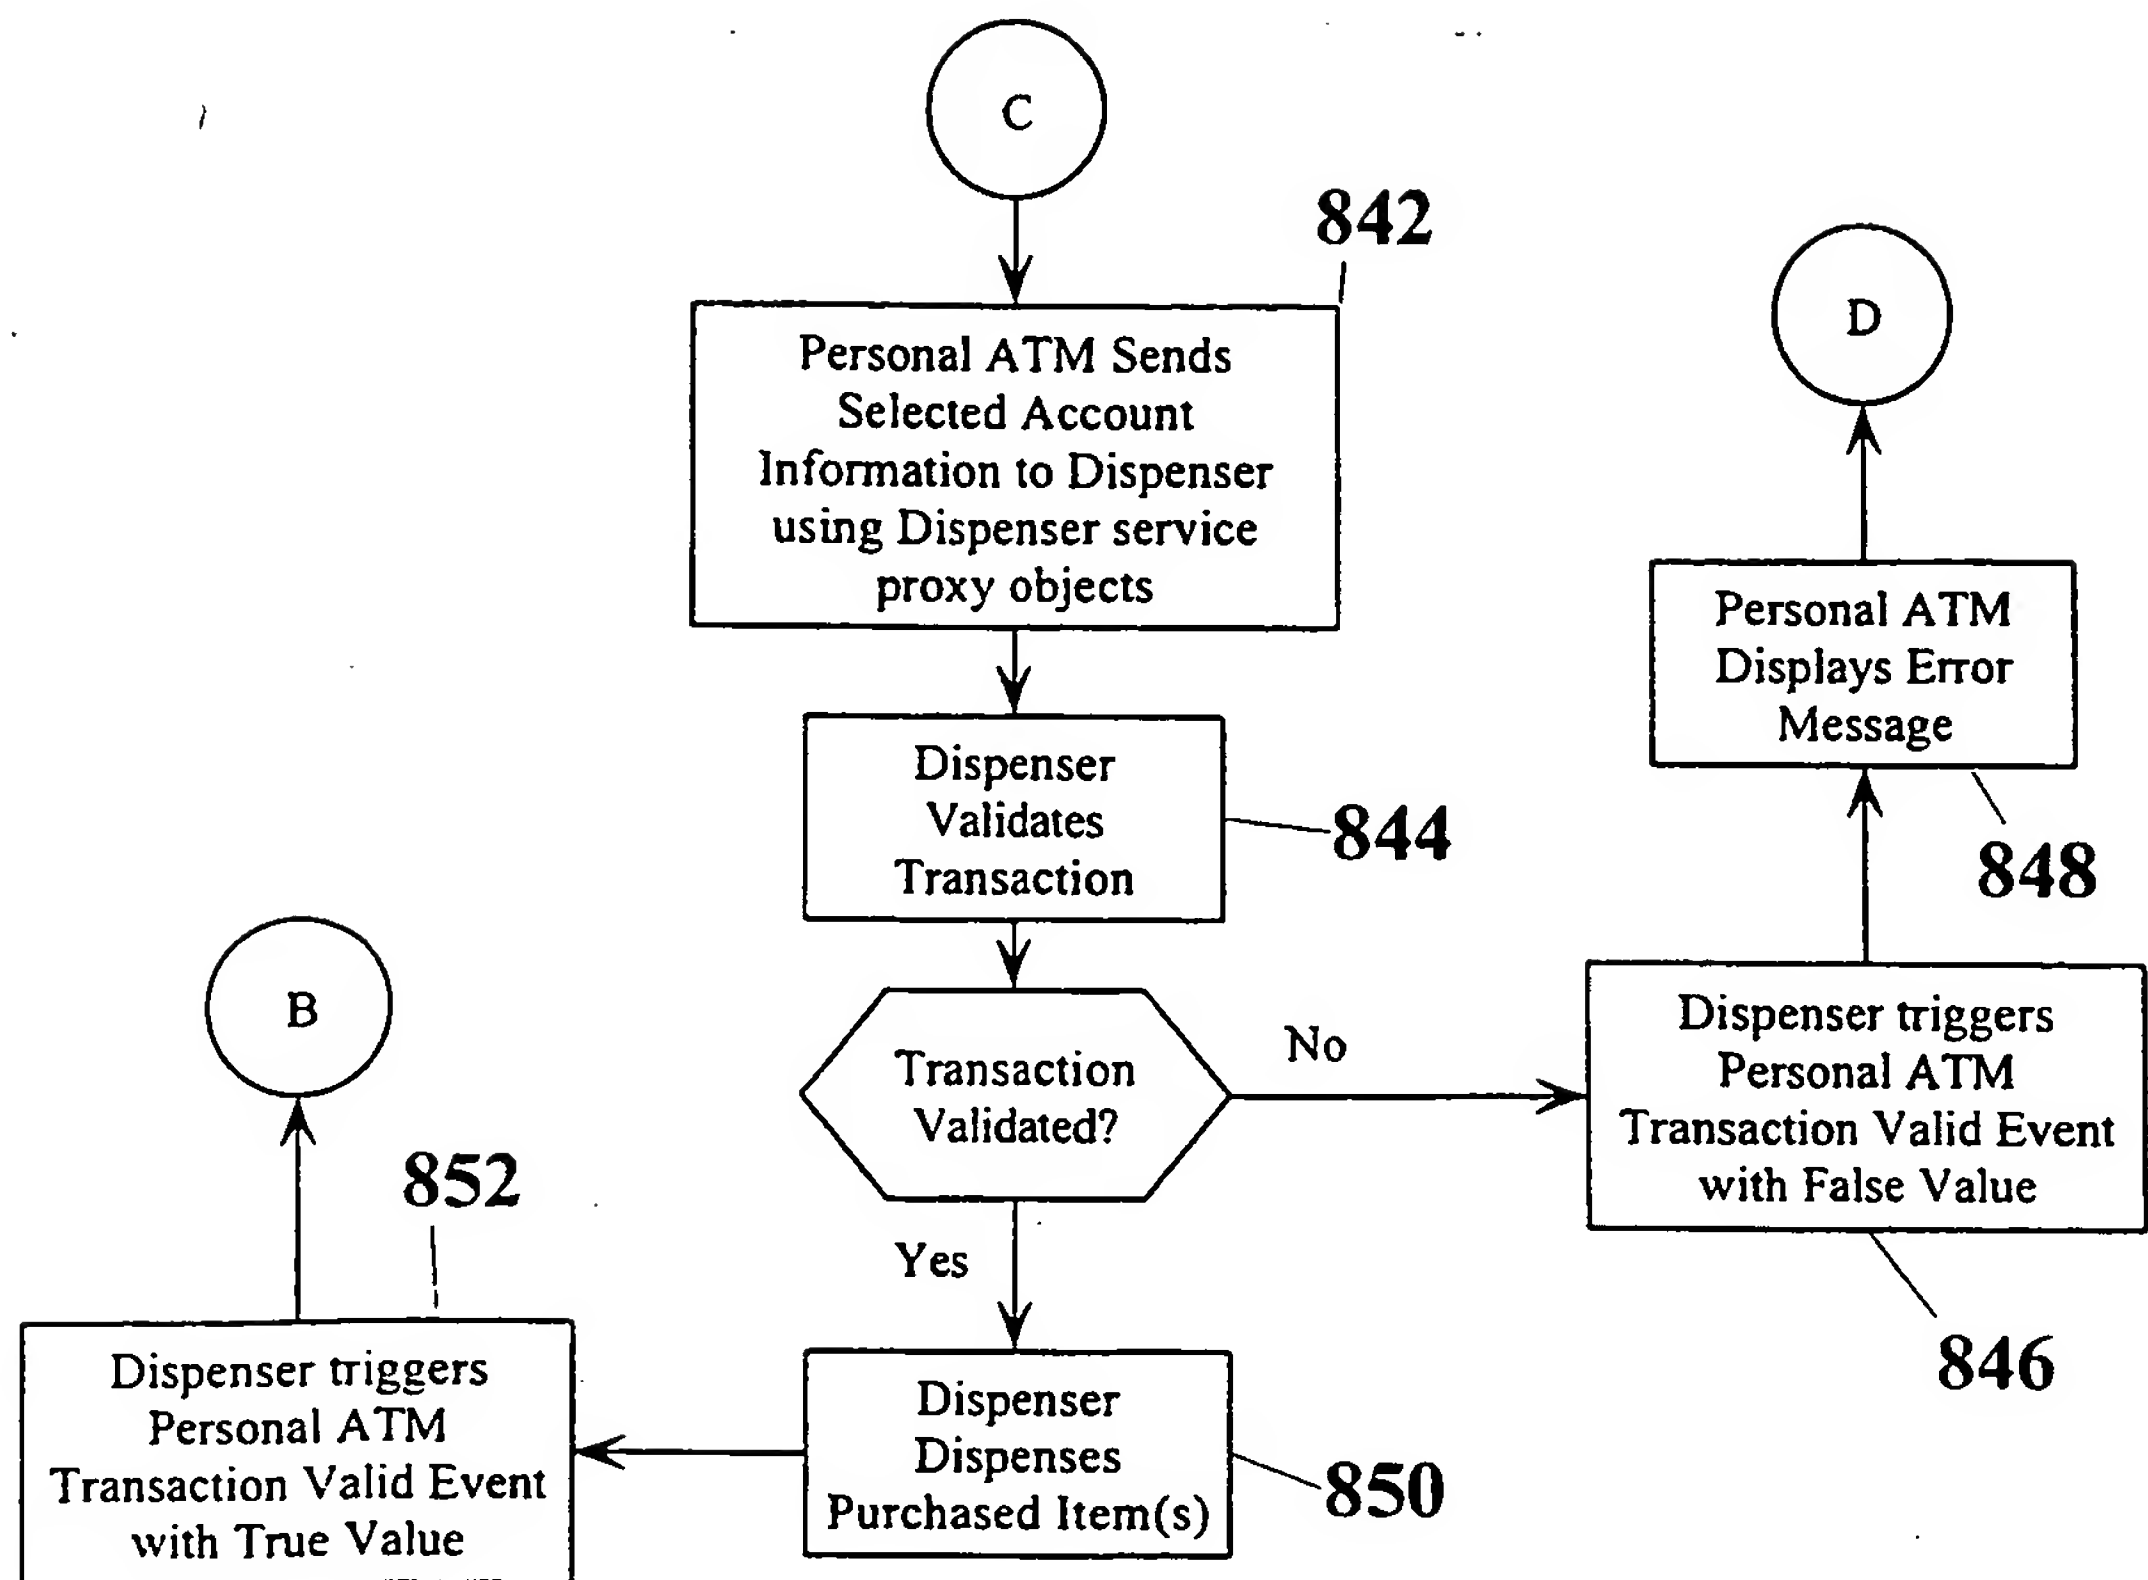 C
842
Personal ATM Sends
Selected Account
Information to Dispenser
using Dispenser service
proxy objects
D
Personal ATM
Displays Error
Message
848
Dispenser
Validates
Transaction
844
B
Transaction
Validated?
No
Dispenser triggers
Personal ATM
Transaction Valid Event
with False Value
846
Yes
852
Dispenser triggers
Personal ATM
Transaction Valid Event
with True Value
Dispenser
Dispenses
Purchased Item(s)
850